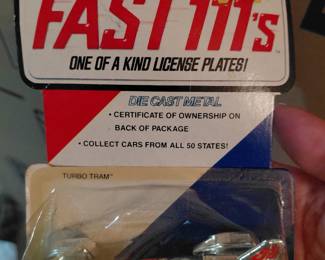 FAST 111's
ONE OF A KIND LICENSE PLATES!
DIE CAST METAL
• CERTIFICATE OF OWNERSHIP ON
BACK OF PACKAGE
• COLLECT CARS FROM ALL 50 STATES!
TURBO TRAM™